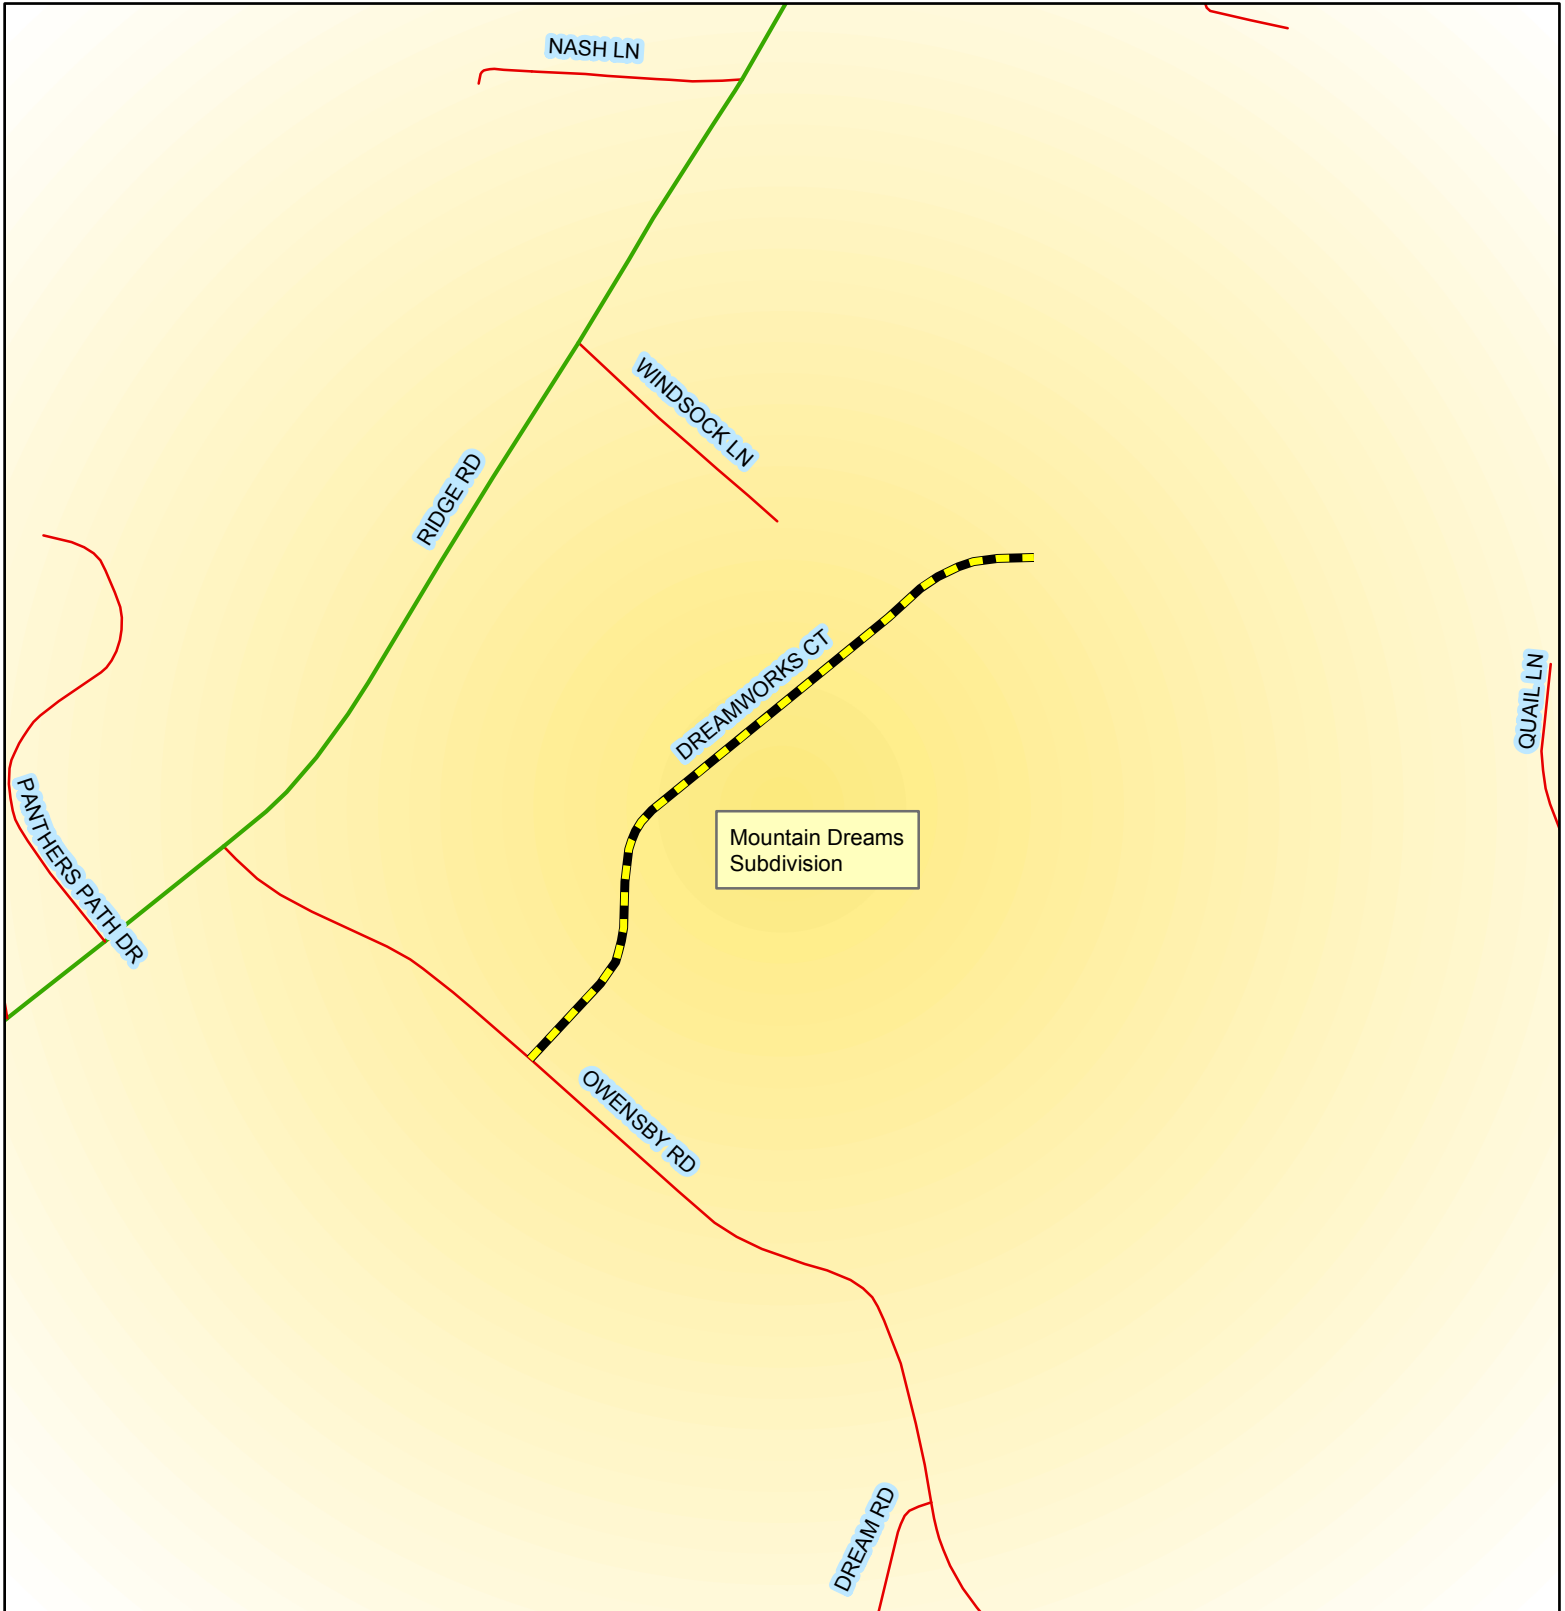 NASH LN
WINDSOCK LN
RIDGE RD
DREAMWORKS CT
QUAIL LN
PANTHERS PATH DR
Mountain Dreams
Subdivision
OWENSBY RD
DREAM RD